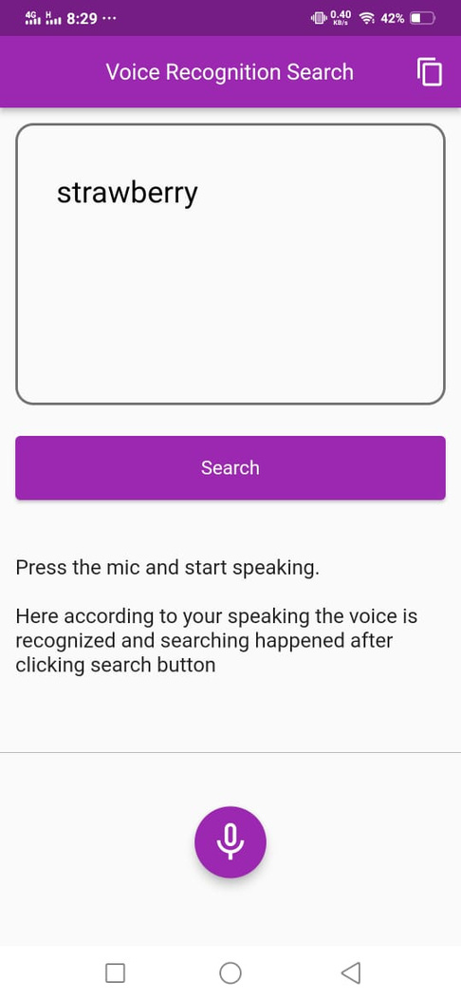 4G H 8:29 ... 0.40 KB/s 42%
Voice Recognition Search
strawberry
Search
Press the mic and start speaking.
Here according to your speaking the voice is
recognized and searching happened after
clicking search button